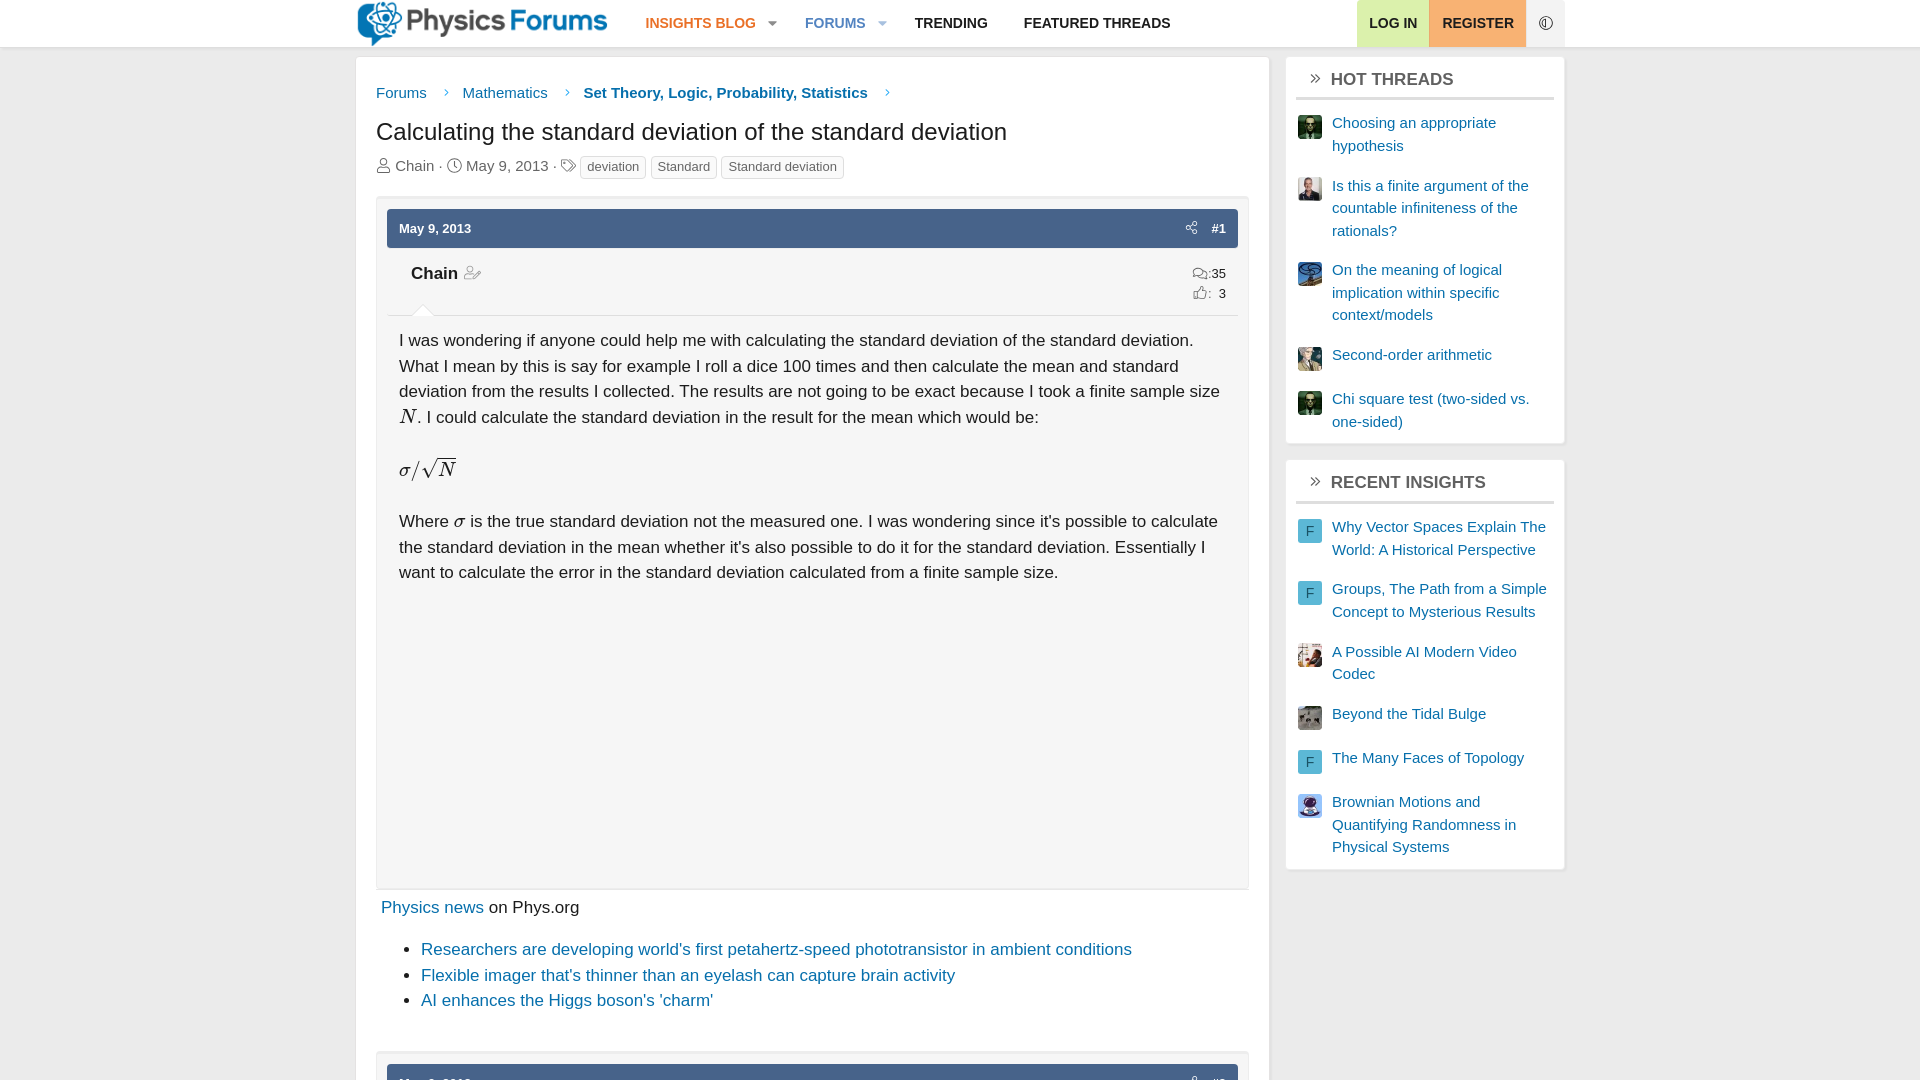 Physics Forums
INSIGHTS BLOG
FORUMS
TRENDING
FEATURED THREADS
LOG IN
REGISTER
Forums
Mathematics
Set Theory, Logic, Probability, Statistics
Calculating the standard deviation of the standard deviation
Chain · May 9, 2013 · deviation Standard Standard deviation
May 9, 2013 #1
Chain
:35
: 3
I was wondering if anyone could help me with calculating the standard deviation of the standard deviation.
What I mean by this is say for example I roll a dice 100 times and then calculate the mean and standard
deviation from the results I collected. The results are not going to be exact because I took a finite sample size
N. I could calculate the standard deviation in the result for the mean which would be:
σ/√N
Where σ is the true standard deviation not the measured one. I was wondering since it's possible to calculate
the standard deviation in the mean whether it's also possible to do it for the standard deviation. Essentially I
want to calculate the error in the standard deviation calculated from a finite sample size.
Physics news on Phys.org
Researchers are developing world's first petahertz-speed phototransistor in ambient conditions
Flexible imager that's thinner than an eyelash can capture brain activity
AI enhances the Higgs boson's 'charm'
HOT THREADS
Choosing an appropriate
hypothesis
Is this a finite argument of the
countable infiniteness of the
rationals?
On the meaning of logical
implication within specific
context/models
Second-order arithmetic
Chi square test (two-sided vs.
one-sided)
RECENT INSIGHTS
F
Why Vector Spaces Explain The
World: A Historical Perspective
F
Groups, The Path from a Simple
Concept to Mysterious Results
A Possible AI Modern Video
Codec
Beyond the Tidal Bulge
F
The Many Faces of Topology
Brownian Motions and
Quantifying Randomness in
Physical Systems